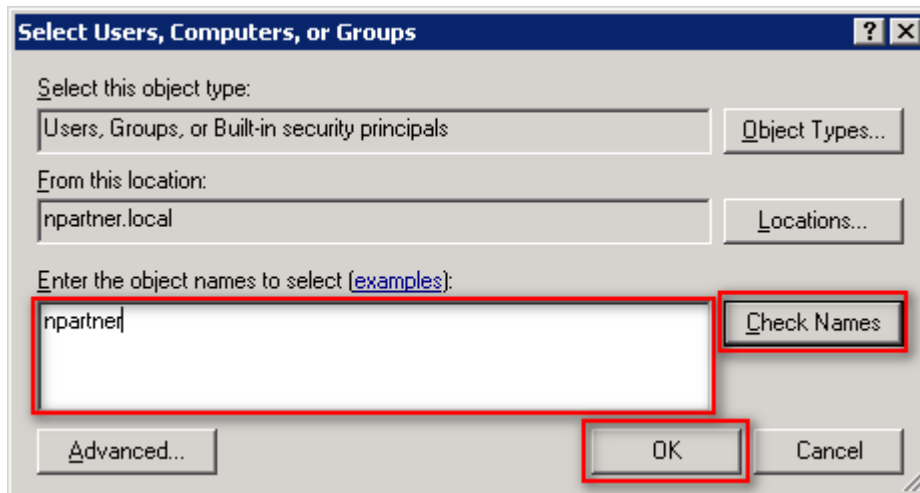 Select Users, Computers, or Groups
Select this object type:
Users, Groups, or Built-in security principals
Object Types...
From this location:
npartner.local
Locations...
Enter the object names to select (examples):
npartner
Check Names
Advanced...
OK
Cancel